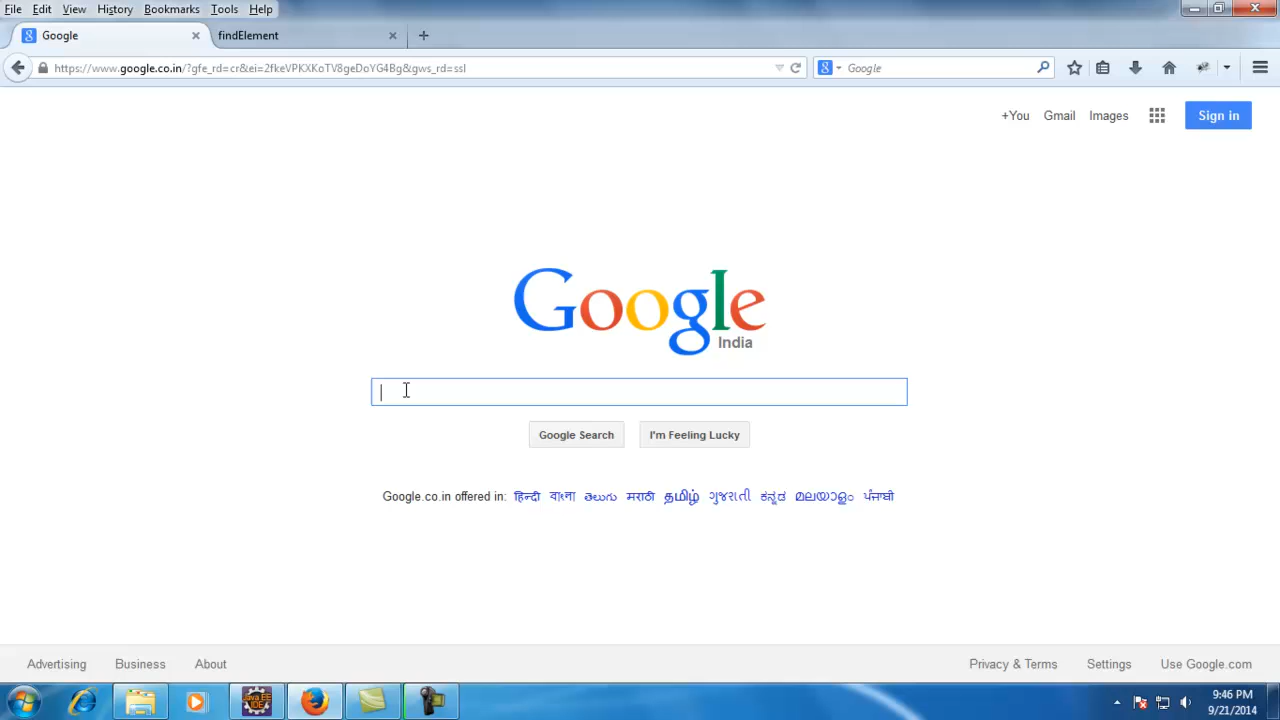 File Edit View History Bookmarks Tools Help
Google findElement
https://www.google.co.in/?gfe_rd=cr&ei=2fkeVPKXKoTV8geDoYG4Bg&gws_rd=ssl Google
+You Gmail Images Sign in
Google
India
Google Search I'm Feeling Lucky
Google.co.in offered in: हिन्दी বাংলা తెలుగు मराठी தமிழ் ગુજરાતી ಕನ್ನಡ മലയാളം ਪੰਜਾਬੀ
Advertising Business About Privacy & Terms Settings Use Google.com
Java EE
IDE
9:46 PM
9/21/2014